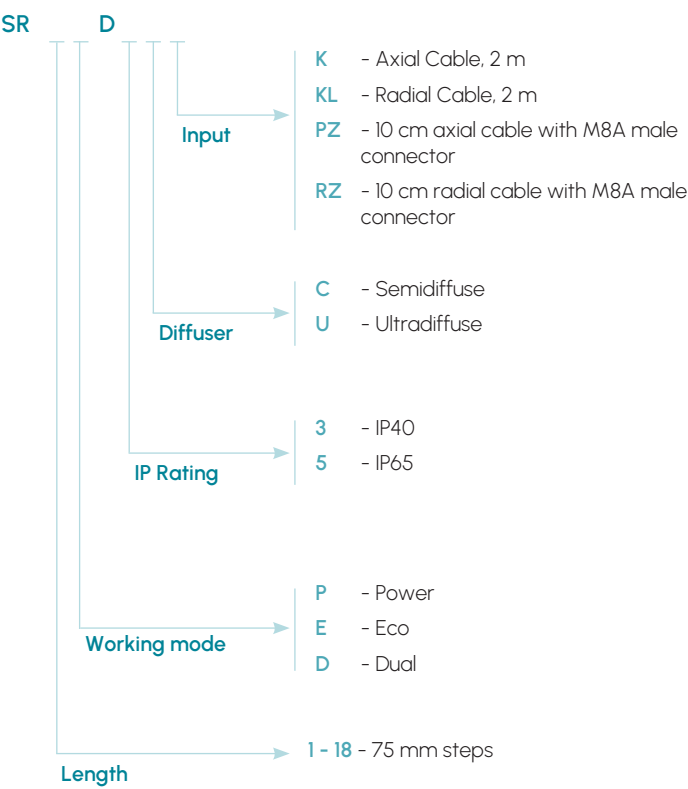 SR D
K - Axial Cable, 2 m
KL - Radial Cable, 2 m
PZ - 10 cm axial cable with M8A male
connector
RZ - 10 cm radial cable with M8A male
connector
Input
C - Semidiffuse
U - Ultradiffuse
Diffuser
3 - IP40
5 - IP65
IP Rating
P - Power
E - Eco
D - Dual
Working mode
1 - 18 - 75 mm steps
Length